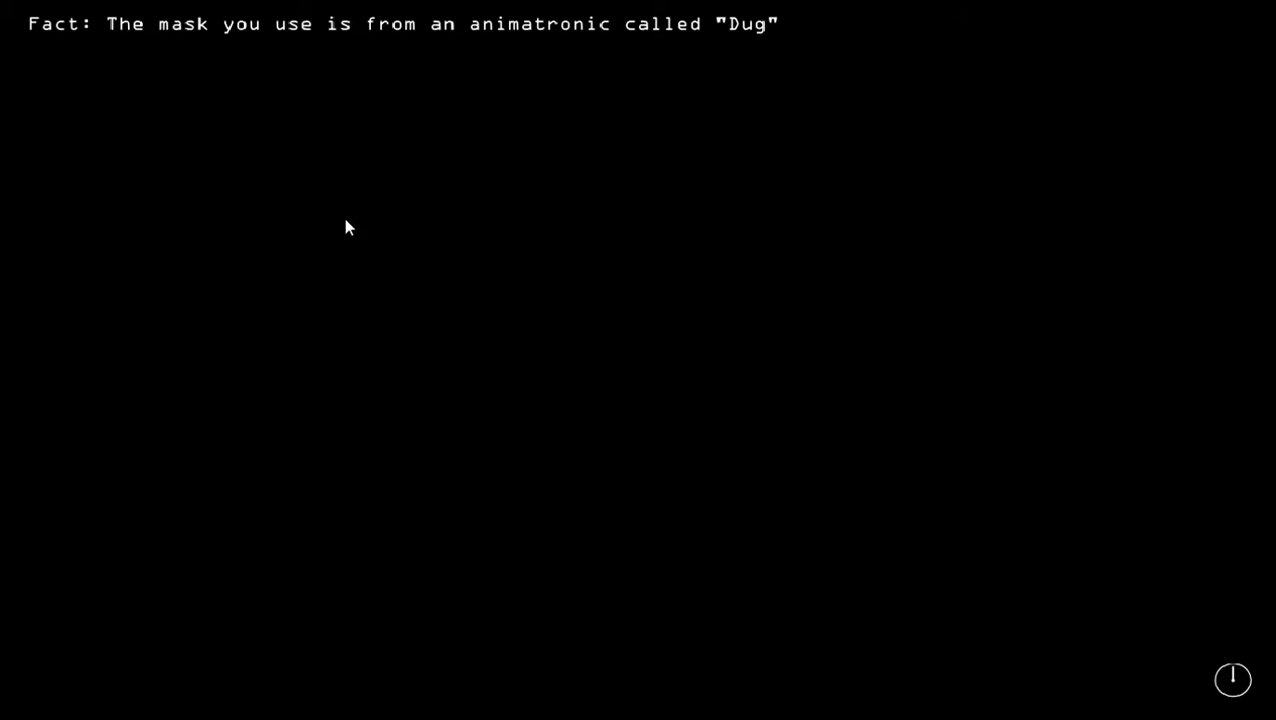 Fact: The mask you use is from an animatronic called "Dug"